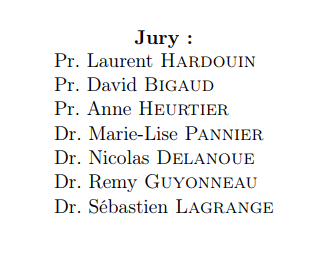 Jury :
Pr. Laurent HARDOUIN
Pr. David BIGAUD
Pr. Anne HEURTIER
Dr. Marie-Lise PANNIER
Dr. Nicolas DELANOUE
Dr. Remy GUYONNEAU
Dr. Sébastien LAGRANGE